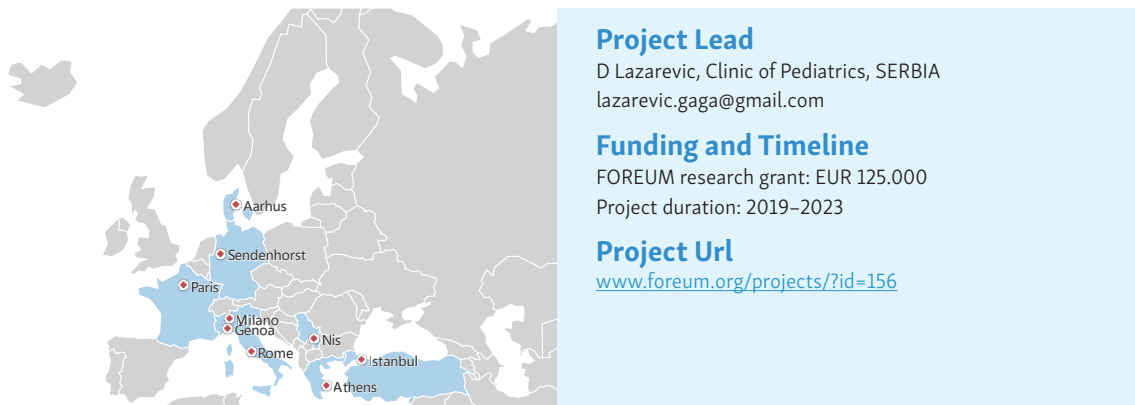 Aarhus
Sendenhorst
Paris
Milano
Genoa
Rome
Nis
Istanbul
Athens
Project Lead
D Lazarevic, Clinic of Pediatrics, SERBIA
lazarevic.gaga@gmail.com
Funding and Timeline
FOREUM research grant: EUR 125.000
Project duration: 2019–2023
Project Url
www.foreum.org/projects/?id=156